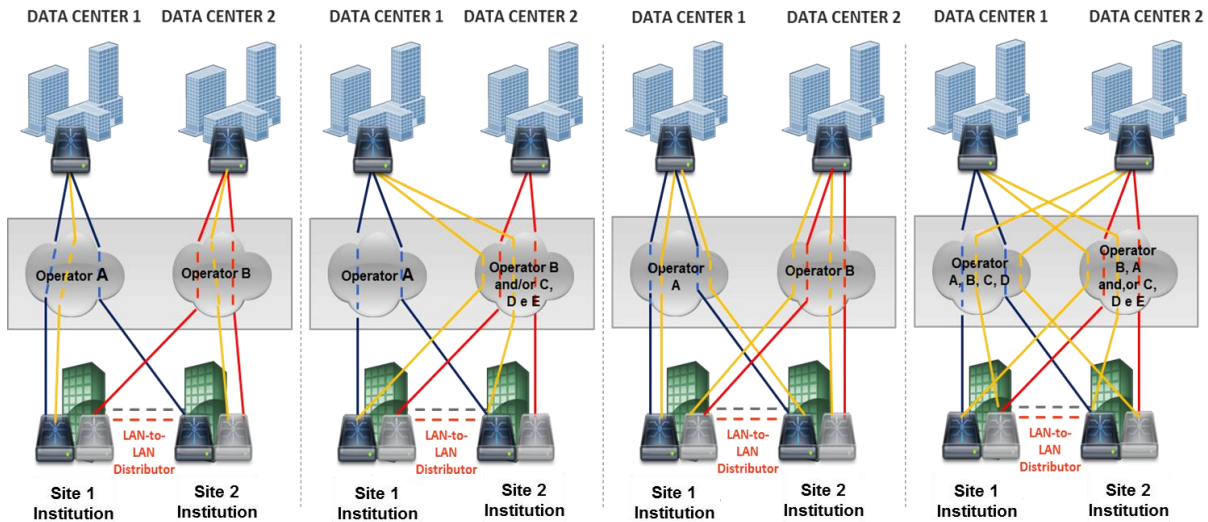 DATA CENTER 1
DATA CENTER 2
DATA CENTER 1
DATA CENTER 2
DATA CENTER 1
DATA CENTER 2
DATA CENTER 1
DATA CENTER 2
Operator A
Operator B
Operator A
Operator B
and/or C,
D e E
Operator
A
Operator B
Operator
A, B, C, D
Operator
B, A
and,or C,
D e E
LAN-to-
LAN
Distributor
LAN-to-
LAN
Distributor
LAN-to-
LAN
Distributor
LAN-to-
LAN
Distributor
Site 1
Institution
Site 2
Institution
Site 1
Institution
Site 2
Institution
Site 1
Institution
Site 2
Institution
Site 1
Institution
Site 2
Institution